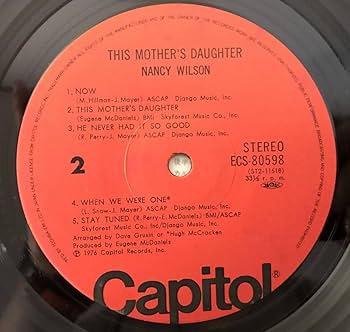 THIS MOTHER'S DAUGHTER
NANCY WILSON
1. NOW
(M. Hillman-J. Mayer) ASCAP Django Music, Inc.
2. THIS MOTHER'S DAUGHTER
(Eugene McDaniels) BMI Skyforest Music Co., Inc.
3. HE NEVER HAD IT SO GOOD
(R. Perry-J. Mayer) ASCAP Django Music, Inc.
2
STEREO
ECS-80598
(ST2-11518)
33⅓ r. p. m.
4. WHEN WE WERE ONE*
(L. Snow-J. Mayer) ASCAP Django Music, Inc.
5. STAY TUNED (R. Perry-E. McDaniels) BMI/ASCAP
Skyforest Music Co., Inc./Django Music, Inc.
Arranged by Dave Grusin or *Hugh McCracken
Produced by Eugene McDaniels
℗ 1976 Capitol Records, Inc.
Capitol®